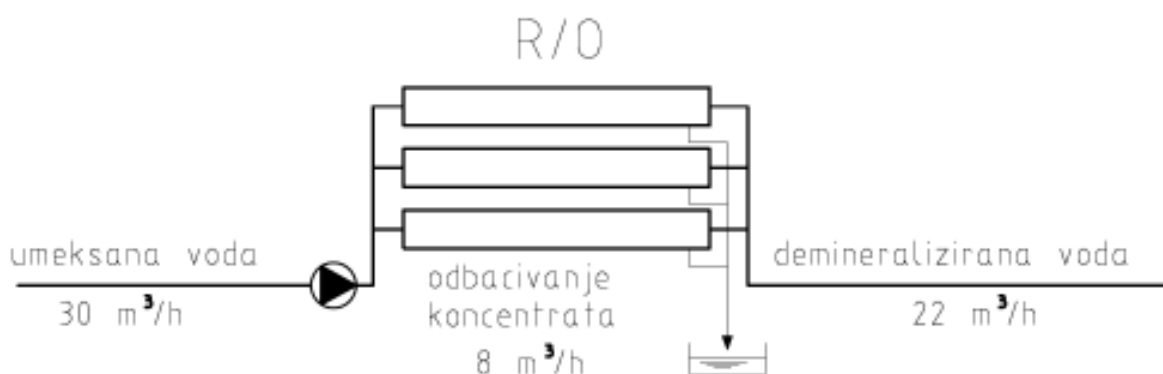 R/O
umeksana voda
30 m³/h
odbacivanje
koncentrata
8 m³/h
demineralizirana voda
22 m³/h